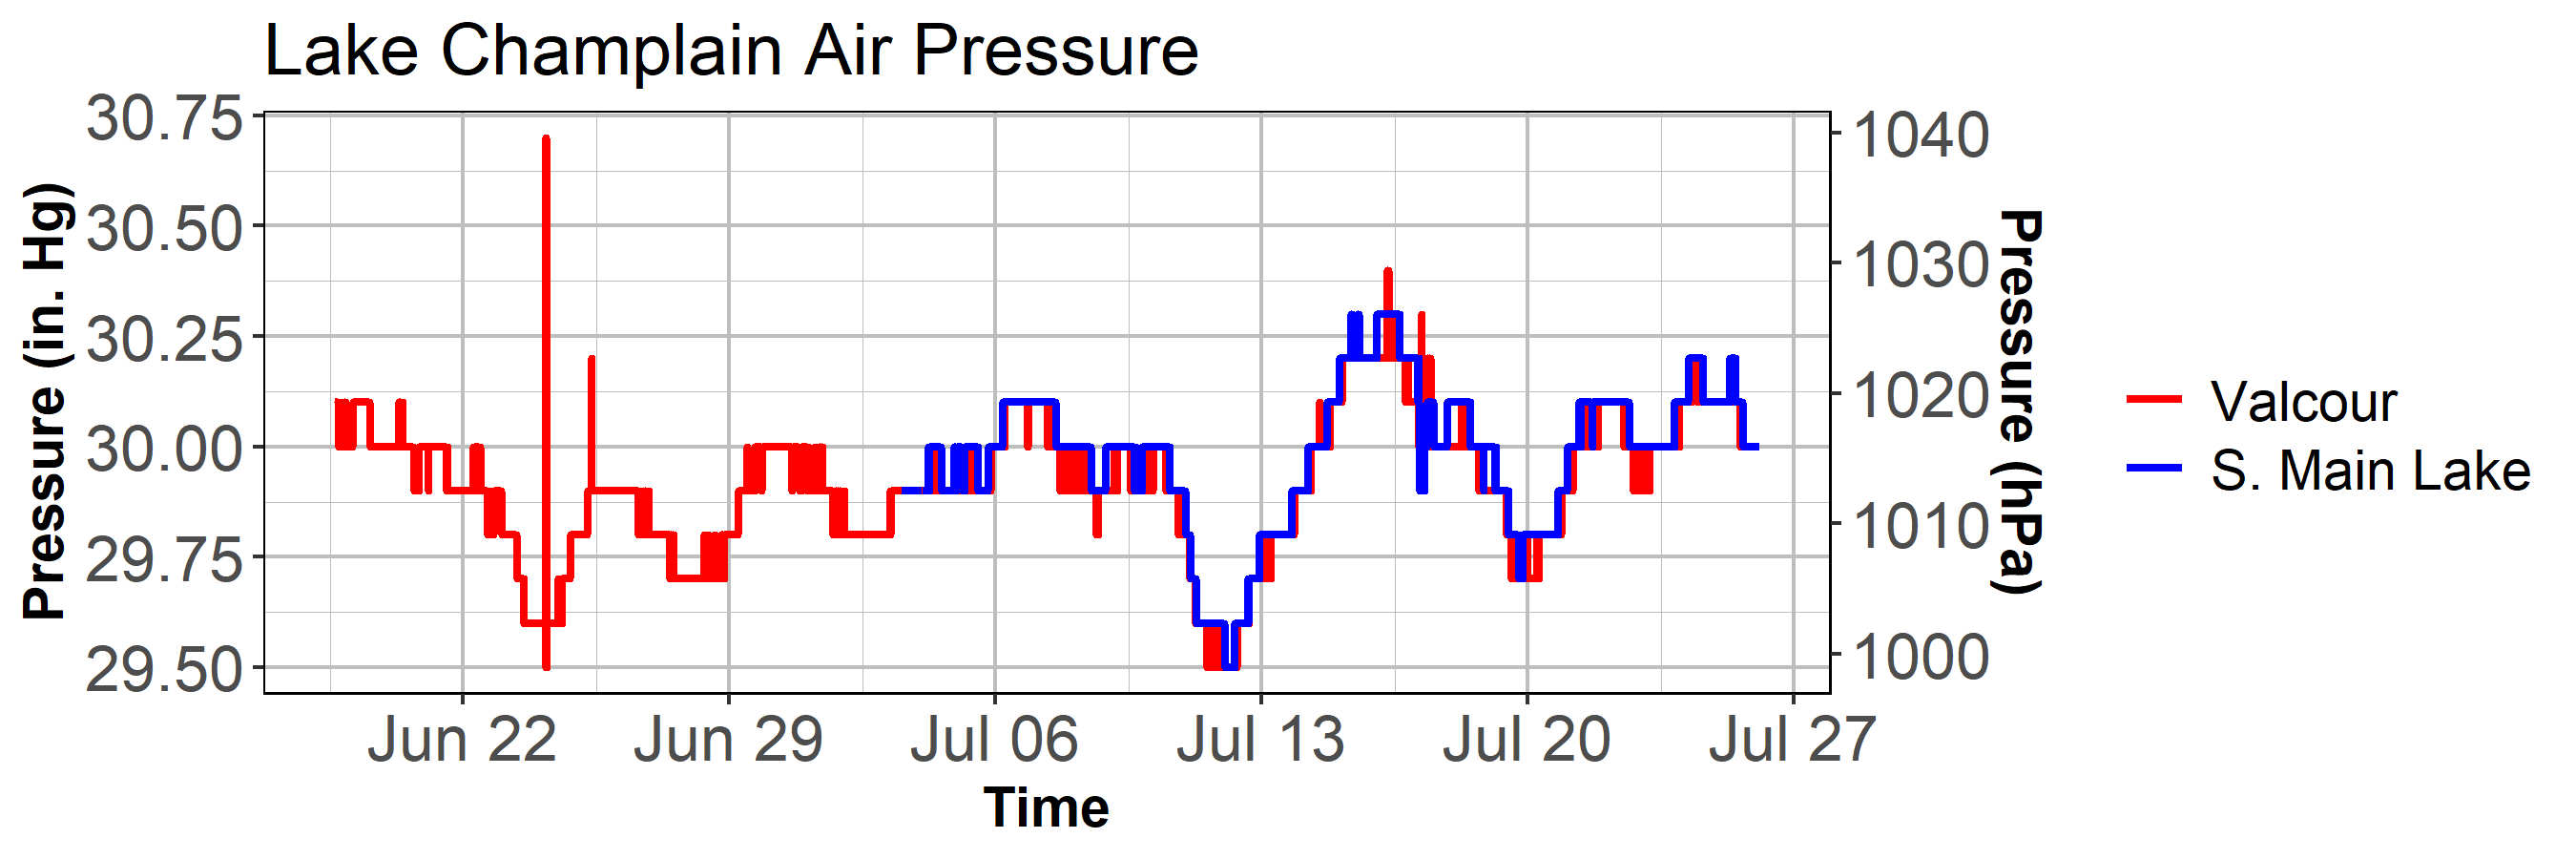 Lake Champlain Air Pressure
30.75
30.50
30.25
30.00
29.75
29.50
Pressure (in. Hg)
1040
1030
1020
1010
1000
Pressure (hPa)
Jun 22 Jun 29 Jul 06 Jul 13 Jul 20 Jul 27
Time
Valcour
S. Main Lake